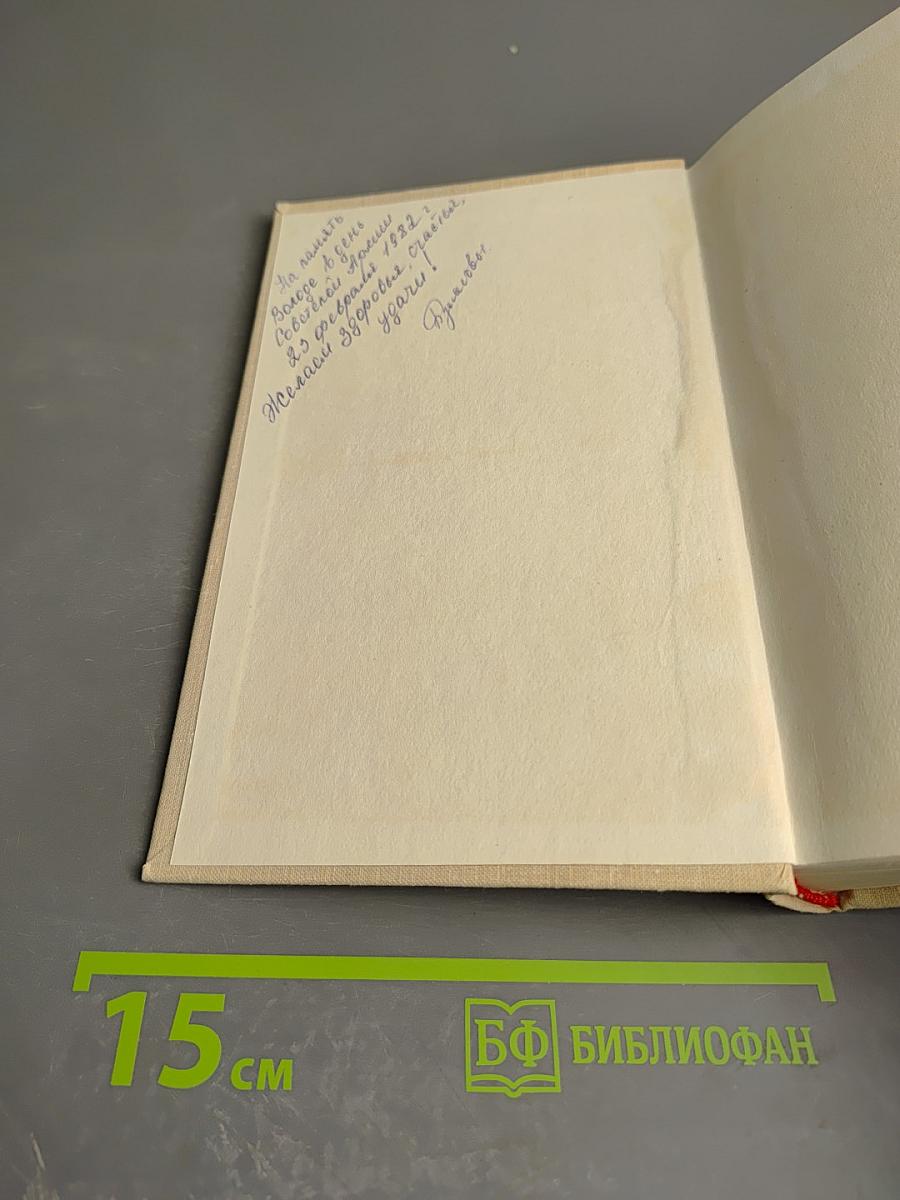 На память
Володе в день
Советской Армии
23 февраля 1982 г
Желаем здоровья, счастья,
удачи!
15 см
БФ БИБЛИОФАН